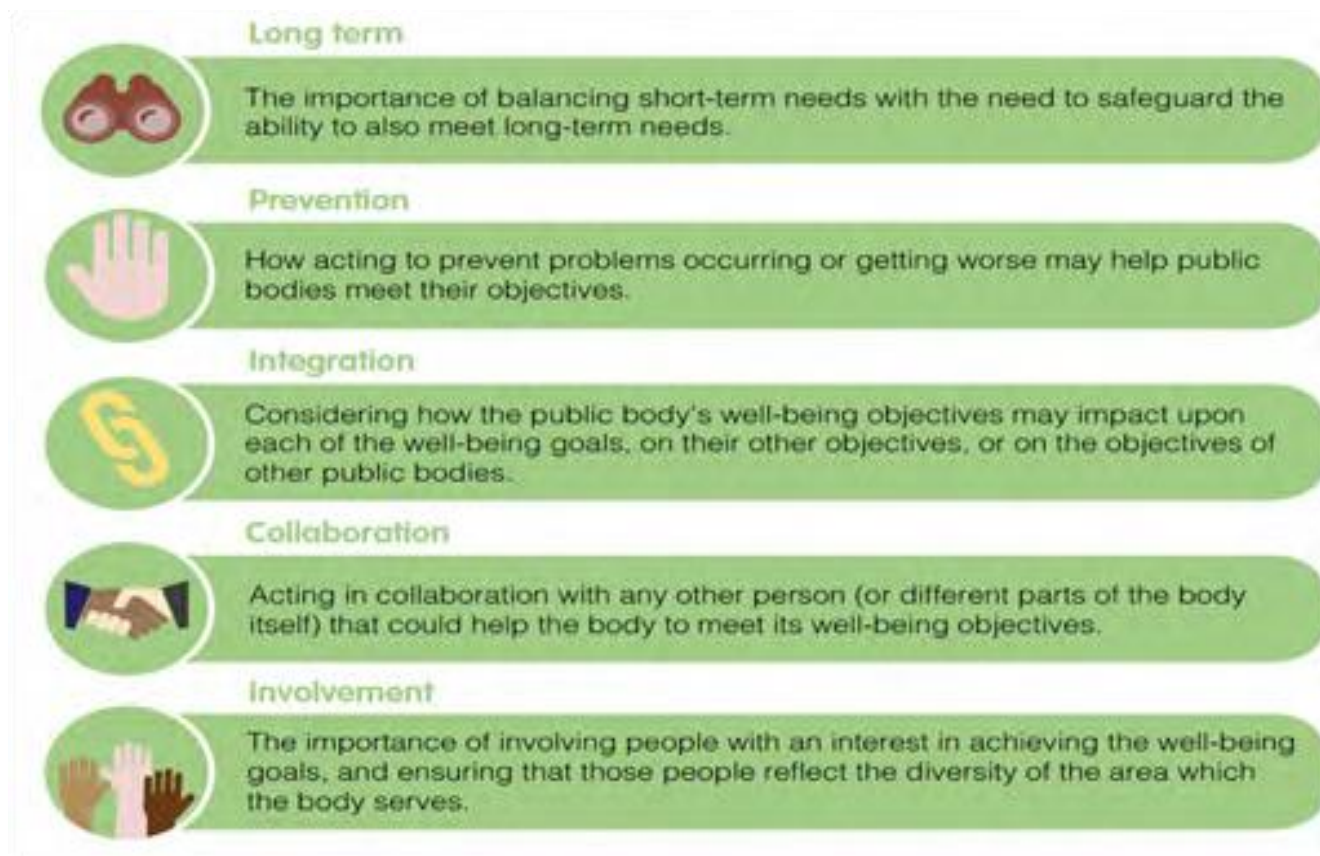 Long term
The importance of balancing short-term needs with the need to safeguard the
ability to also meet long-term needs.
Prevention
How acting to prevent problems occurring or getting worse may help public
bodies meet their objectives.
Integration
Considering how the public body's well-being objectives may impact upon
each of the well-being goals, on their other objectives, or on the objectives of
other public bodies.
Collaboration
Acting in collaboration with any other person (or different parts of the body
itself) that could help the body to meet its well-being objectives.
Involvement
The importance of involving people with an interest in achieving the well-being
goals, and ensuring that those people reflect the diversity of the area which
the body serves.